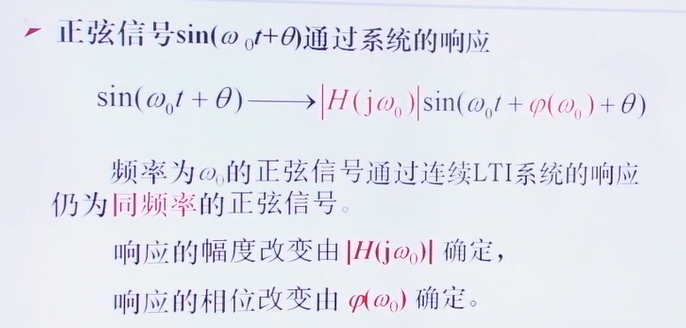 正弦信号sin(ω₀t+θ)通过系统的响应
sin(ω₀t + θ)⟶|H(jω₀)|sin(ω₀t + φ(ω₀) + θ)
频率为ω₀的正弦信号通过连续LTI系统的响应
仍为同频率的正弦信号。
响应的幅度改变由|H(jω₀)| 确定，
响应的相位改变由 φ(ω₀) 确定。